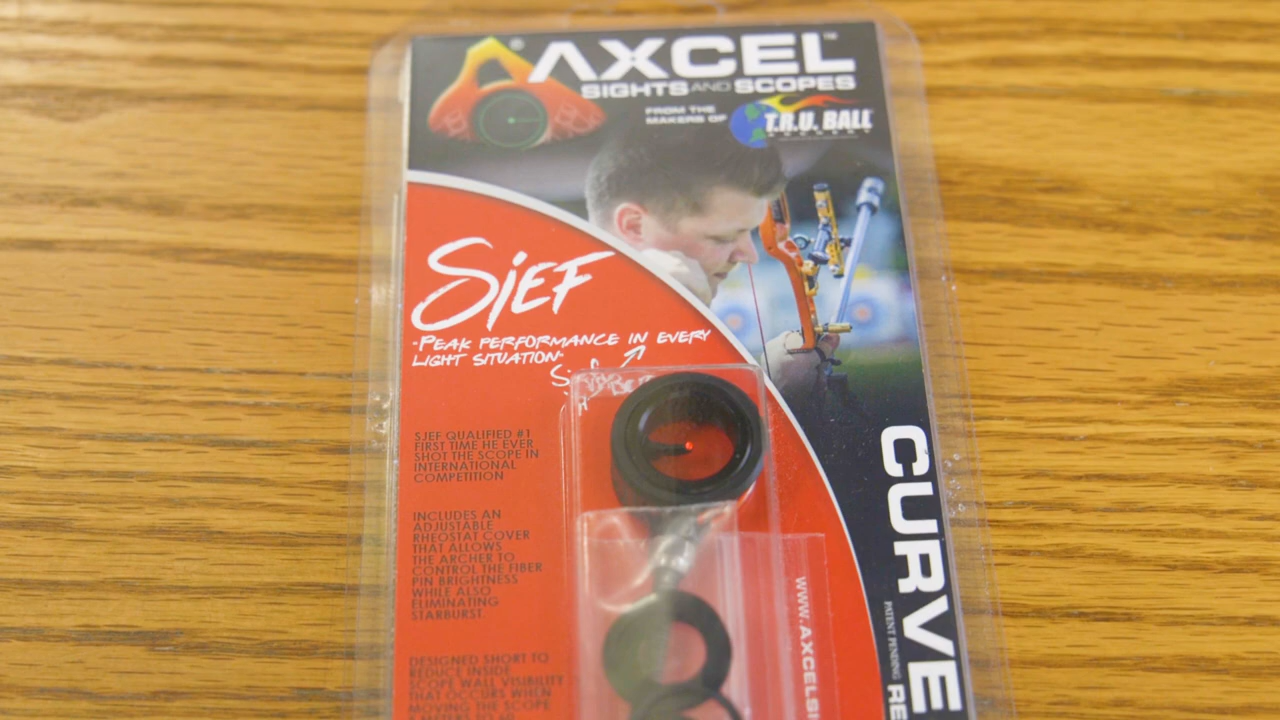 AXCEL™
SIGHTS AND SCOPES
FROM THE
MAKERS OF
T.R.U. BALL
ARCHERY
SJEF
"PEAK PERFORMANCE IN EVERY
LIGHT SITUATION"
SJEF QUALIFIED #1
FIRST TIME HE EVER
SHOT THE SCOPE IN
INTERNATIONAL
COMPETITION
INCLUDES AN
ADJUSTABLE
RHEOSTAT COVER
THAT ALLOWS
THE ARCHER TO
CONTROL THE FIBER
PIN BRIGHTNESS
WHILE ALSO
ELIMINATING
STARBURST
DESIGNED SHORT TO
REDUCE INSIDE
SCOPE WALL VISIBILITY
THAT OCCURS WHEN
MOVING THE SCOPE
WWW.AXCELSI
CURVE
PATENT PENDING
RE